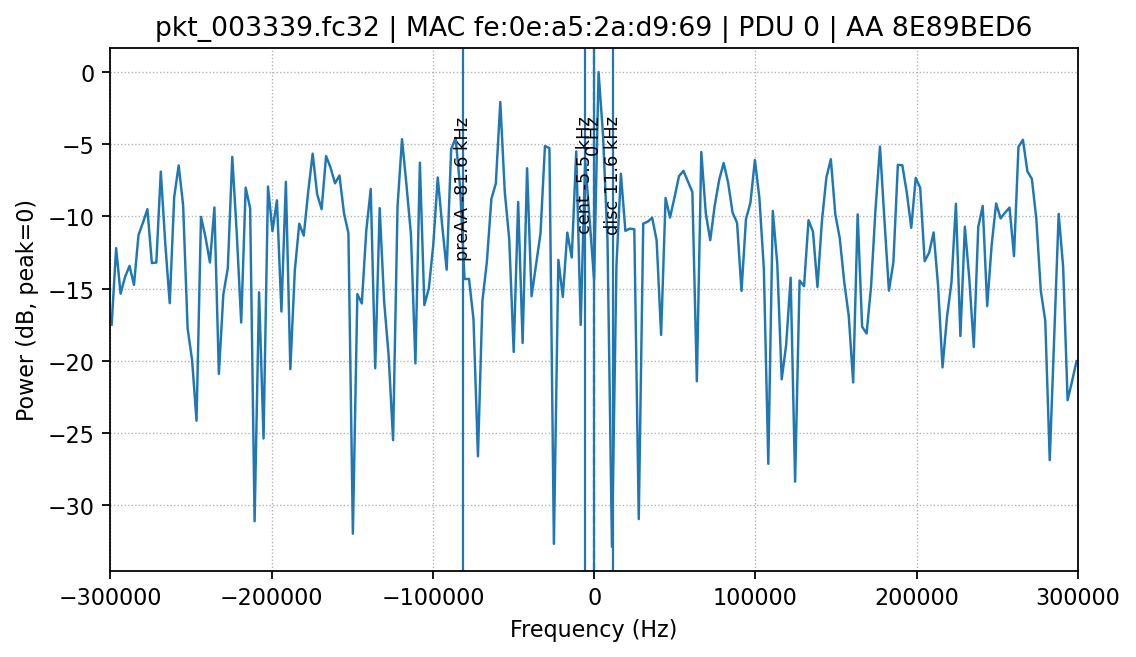 pkt_003339.fc32 | MAC fe:0e:a5:2a:d9:69 | PDU 0 | AA 8E89BED6
Power (dB, peak=0)
0
−5
−10
−15
−20
−25
−30
preAA -81.6 kHz
cent -5.5 kHz
0 Hz
disc 11.6 kHz
−300000
−200000
−100000
0
100000
200000
300000
Frequency (Hz)